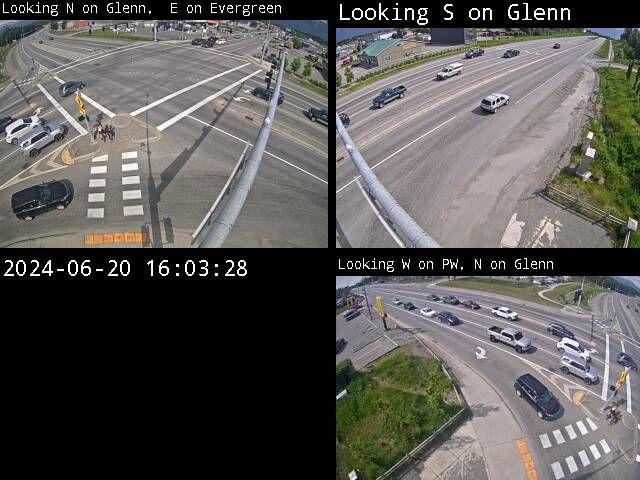 Looking N on Glenn, E on Evergreen
Looking S on Glenn
2024-06-20 16:03:28
Looking W on PW, N on Glenn